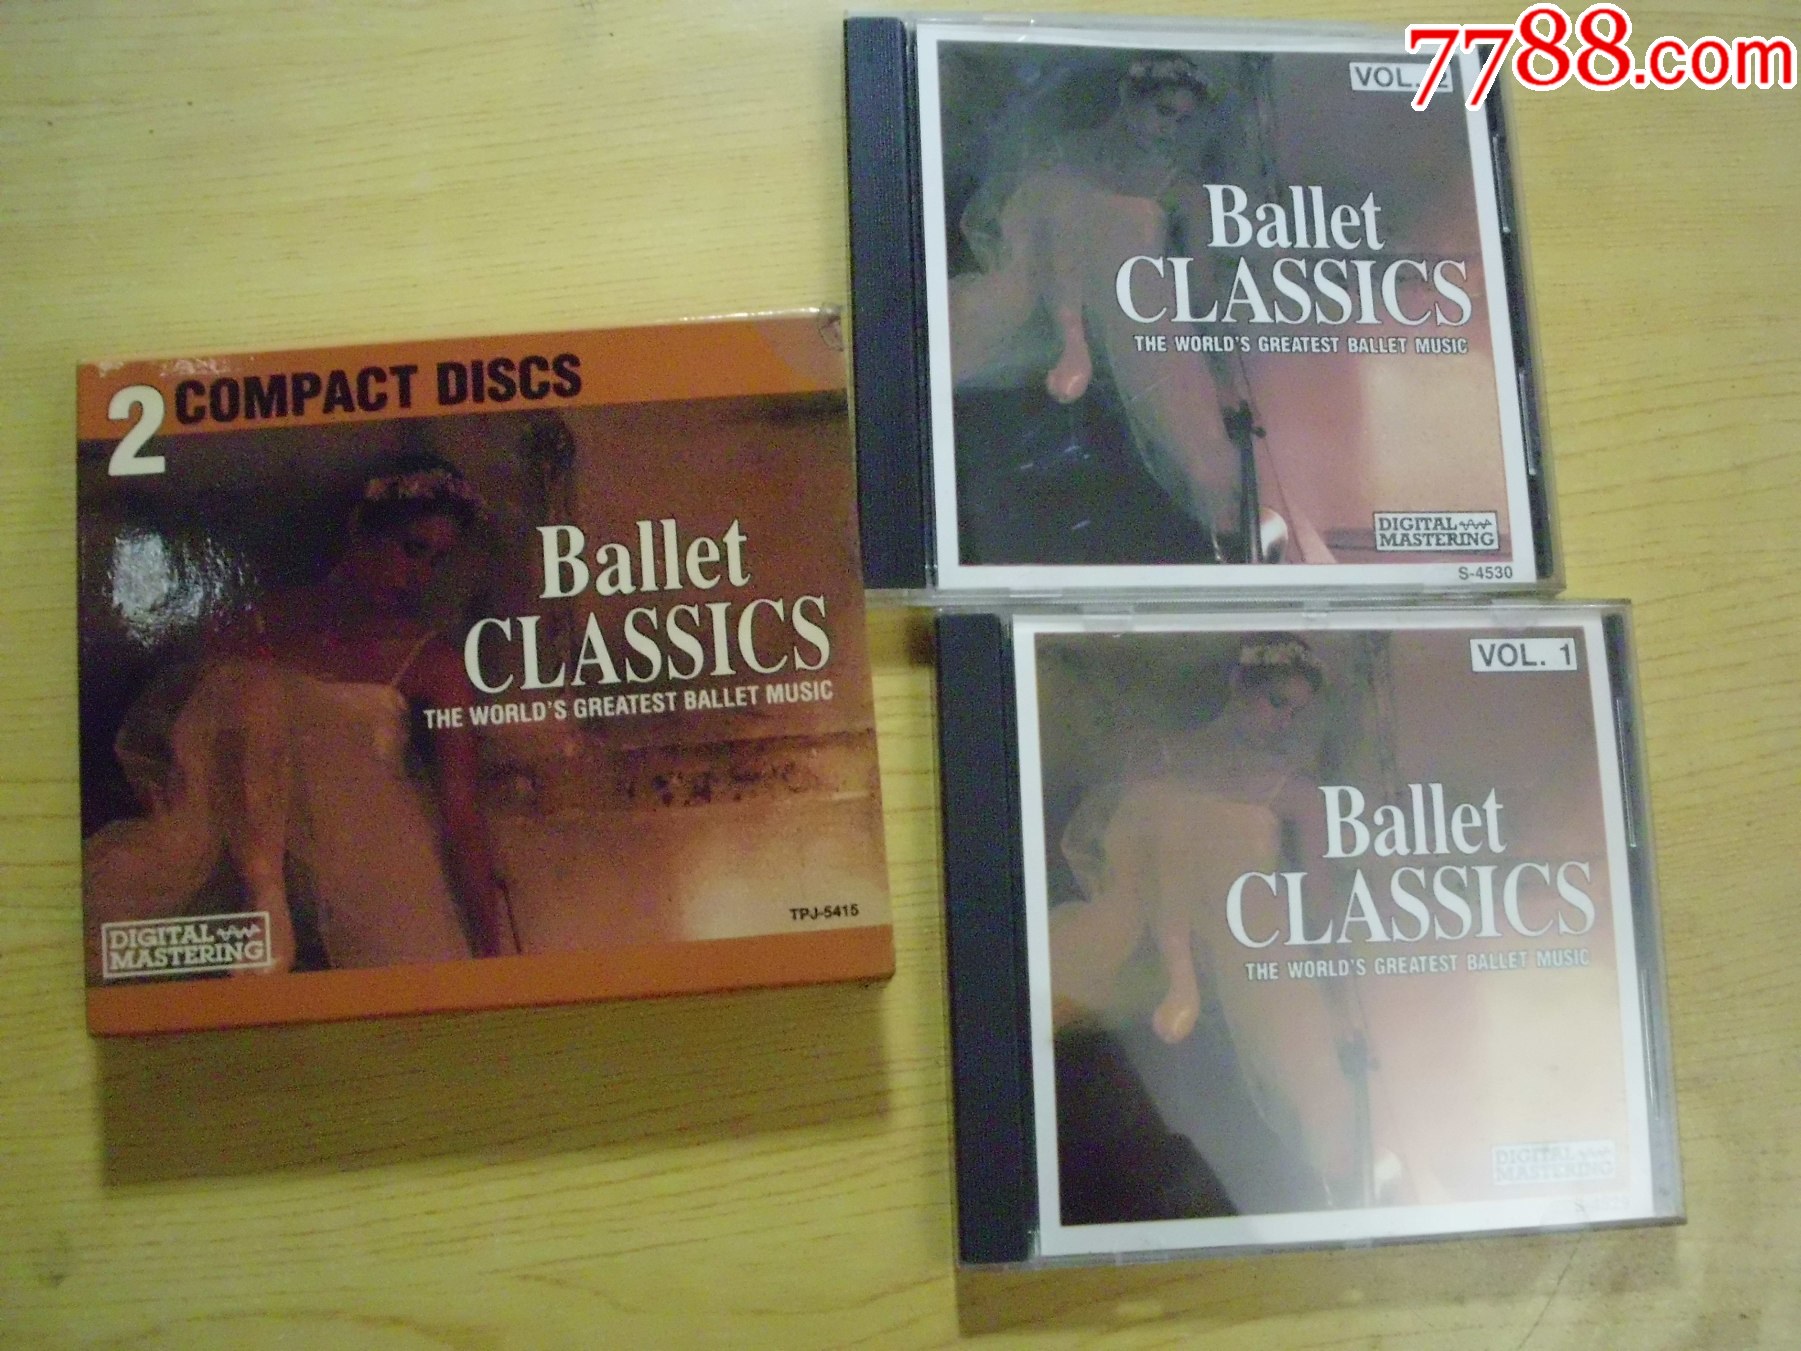 7788.com
2 COMPACT DISCS
Ballet
CLASSICS
THE WORLD'S GREATEST BALLET MUSIC
TPJ-5415
DIGITAL
MASTERING
VOL. 2
Ballet
CLASSICS
THE WORLD'S GREATEST BALLET MUSIC
DIGITAL
MASTERING
S-4530
VOL. 1
Ballet
CLASSICS
THE WORLD'S GREATEST BALLET MUSIC
DIGITAL
MASTERING